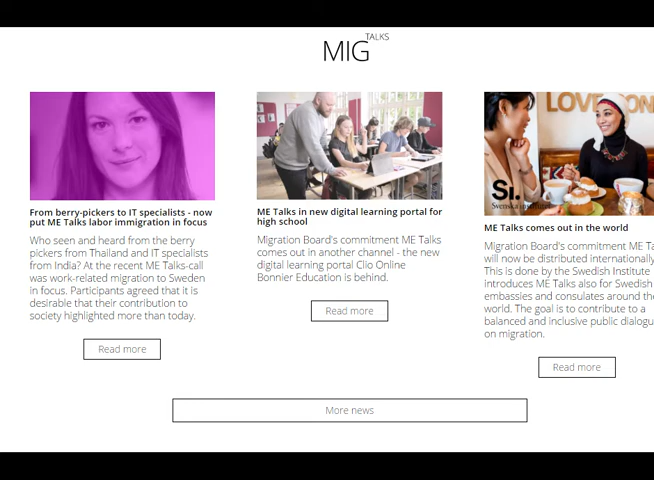 MIG TALKS
From berry-pickers to IT specialists - now
put ME Talks labor immigration in focus
Who seen and heard from the berry
pickers from Thailand and IT specialists
from India? At the recent ME Talks-call
was work-related migration to Sweden
in focus. Participants agreed that it is
desirable that their contribution to
society highlighted more than today.
Read more
ME Talks in new digital learning portal for
high school
Migration Board's commitment ME Talks
comes out in another channel - the new
digital learning portal Clio Online
Bonnier Education is behind.
Read more
LOVE
SI.
Svenska institutet
ME Talks comes out in the world
Migration Board's commitment ME Ta
will now be distributed internationally
This is done by the Swedish Institute
introduces ME Talks also for Swedish
embassies and consulates around the
world. The goal is to contribute to a
balanced and inclusive public dialogu
on migration.
Read more
More news